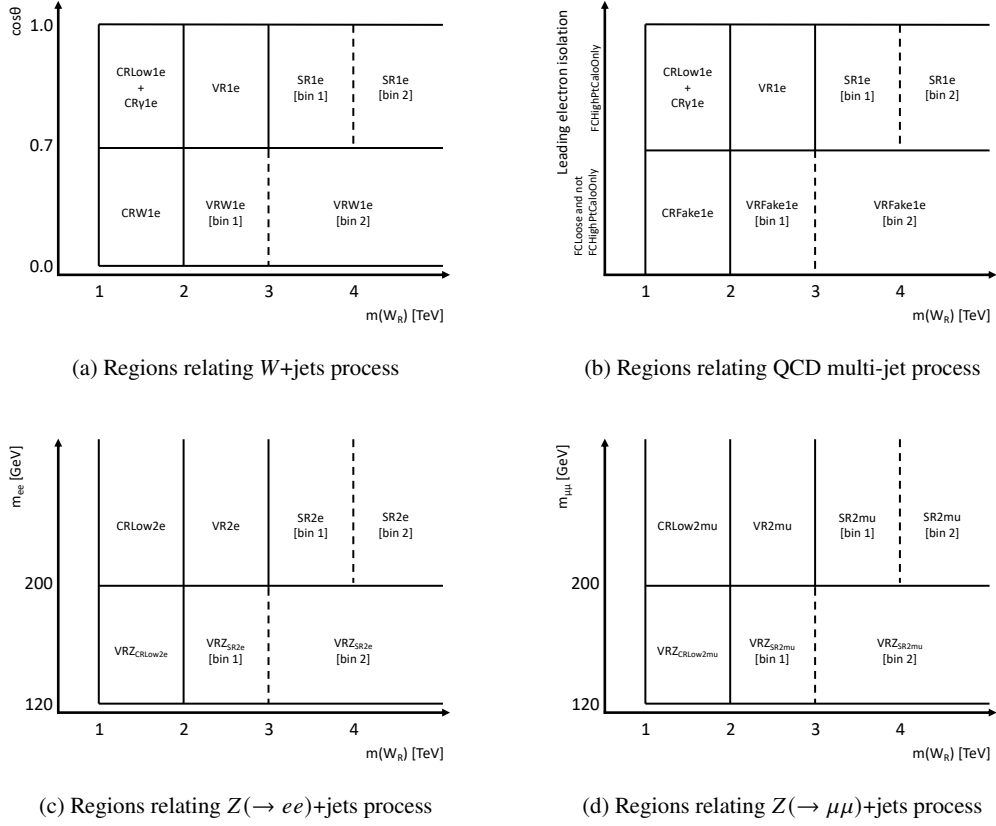 cosθ
1.0
0.7
0.0
CRLow1e
+
CRγ1e
VR1e
SR1e
[bin 1]
SR1e
[bin 2]
CRW1e
VRW1e
[bin 1]
VRW1e
[bin 2]
1 2 3 4
m(W_R) [TeV]
(a) Regions relating W+jets process
Leading electron isolation
FCHighPtCaloOnly
FCLoose and not
FCHighPtCaloOnly
CRLow1e
+
CRγ1e
VR1e
SR1e
[bin 1]
SR1e
[bin 2]
CRFake1e
VRFake1e
[bin 1]
VRFake1e
[bin 2]
1 2 3 4
m(W_R) [TeV]
(b) Regions relating QCD multi-jet process
m_ee [GeV]
200
120
CRLow2e
VR2e
SR2e
[bin 1]
SR2e
[bin 2]
VRZ_CRLow2e
VRZ_SR2e
[bin 1]
VRZ_SR2e
[bin 2]
1 2 3 4
m(W_R) [TeV]
(c) Regions relating Z(→ ee)+jets process
m_μμ [GeV]
200
120
CRLow2mu
VR2mu
SR2mu
[bin 1]
SR2mu
[bin 2]
VRZ_CRLow2mu
VRZ_SR2mu
[bin 1]
VRZ_SR2mu
[bin 2]
1 2 3 4
m(W_R) [TeV]
(d) Regions relating Z(→ μμ)+jets process